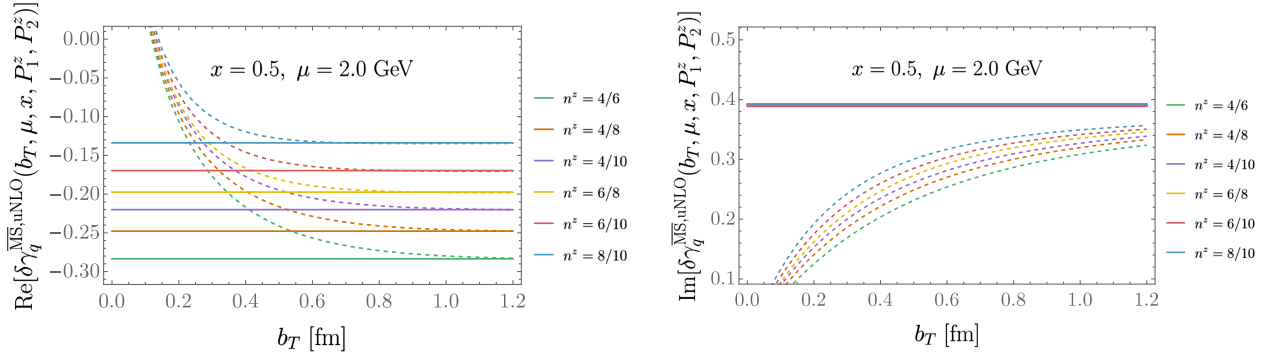 Re[δγ_q^{\overline{MS},uNLO}(b_T, μ, x, P_1^z, P_2^z)]
0.00
−0.05
−0.10
−0.15
−0.20
−0.25
−0.30
x = 0.5, μ = 2.0 GeV
0.0 0.2 0.4 0.6 0.8 1.0 1.2
b_T [fm]
n^z = 4/6
n^z = 4/8
n^z = 4/10
n^z = 6/8
n^z = 6/10
n^z = 8/10
Im[δγ_q^{\overline{MS},uNLO}(b_T, μ, x, P_1^z, P_2^z)]
0.5
0.4
0.3
0.2
0.1
x = 0.5, μ = 2.0 GeV
0.0 0.2 0.4 0.6 0.8 1.0 1.2
b_T [fm]
n^z = 4/6
n^z = 4/8
n^z = 4/10
n^z = 6/8
n^z = 6/10
n^z = 8/10